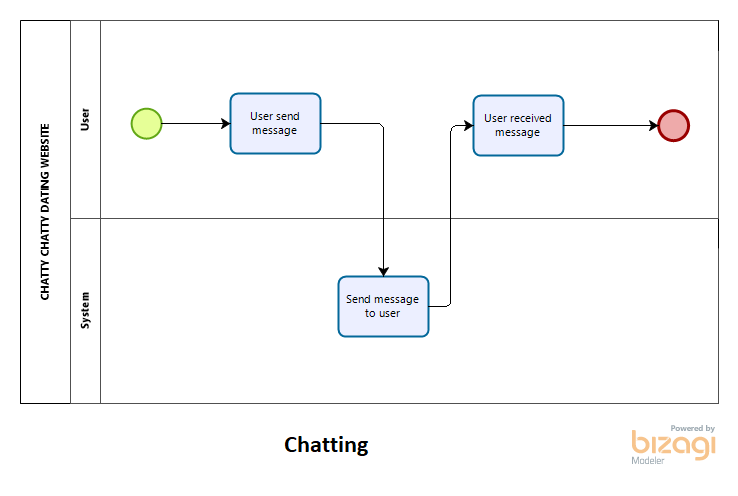 CHATTY CHATTY DATING WEBSITE
User
User send
message
User received
message
System
Send message
to user
Chatting
Powered by
bizagi
Modeler